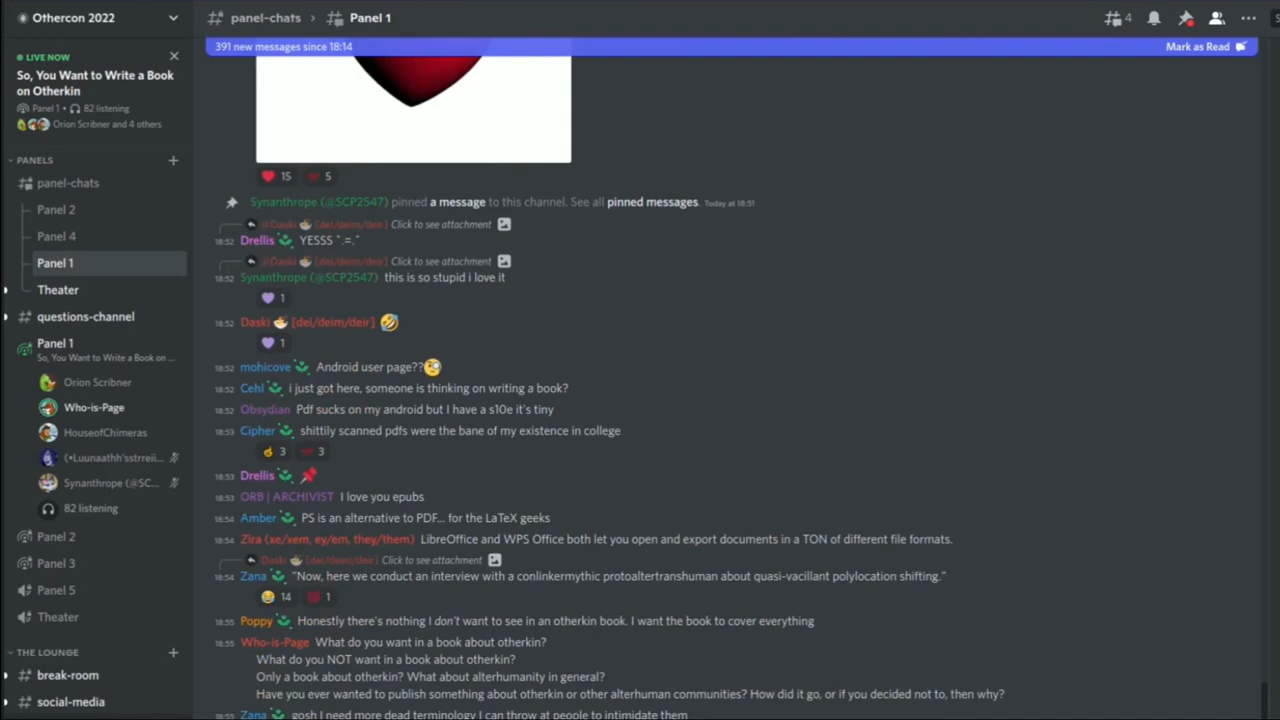 Othercon 2022
panel-chats › Panel 1
4
391 new messages since 18:14
Mark as Read
LIVE NOW
So, You Want to Write a Book
on Otherkin
Panel 1 • 82 listening
Orion Scribner and 4 others
PANELS
panel-chats
Panel 2
Panel 4
Panel 1
Theater
questions-channel
Panel 1
So, You Want to Write a Book on ...
Orion Scribner
Who-is-Page
HouseofChimeras
(•Luunaathh'sstrreii...
Synanthrope (@SC...
82 listening
Panel 2
Panel 3
Panel 5
Theater
THE LOUNGE
break-room
social-media
15 5
Synanthrope (@SCP2547) pinned a message to this channel. See all pinned messages. Today at 18:51
@Daski [dei/deim/deir] Click to see attachment
18:52 Drellis YESSS ˆ.=.ˆ
@Daski [dei/deim/deir] Click to see attachment
18:52 Synanthrope (@SCP2547) this is so stupid i love it
1
18:52 Daski [dei/deim/deir] 🤣
1
18:52 mohicove Android user page??🧐
18:52 Cehl i just got here, someone is thinking on writing a book?
18:52 Obsydian Pdf sucks on my android but I have a s10e it's tiny
18:53 Cipher shittily scanned pdfs were the bane of my existence in college
3 3
18:53 Drellis 📌
18:53 ORB | ARCHIVIST I love you epubs
18:54 Amber PS is an alternative to PDF... for the LaTeX geeks
18:54 Zira (xe/xem, ey/em, they/them) LibreOffice and WPS Office both let you open and export documents in a TON of different file formats.
Daski [dei/deim/deir] Click to see attachment
18:54 Zana "Now, here we conduct an interview with a conlinkermythic protoaltertranshuman about quasi-vacillant polylocation shifting."
14 1
18:55 Poppy Honestly there's nothing I don't want to see in an otherkin book. I want the book to cover everything
18:55 Who-is-Page What do you want in a book about otherkin?
What do you NOT want in a book about otherkin?
Only a book about otherkin? What about alterhumanity in general?
Have you ever wanted to publish something about otherkin or other alterhuman communities? How did it go, or if you decided not to, then why?
18:55 Zana gosh I need more dead terminology I can throw at people to intimidate them